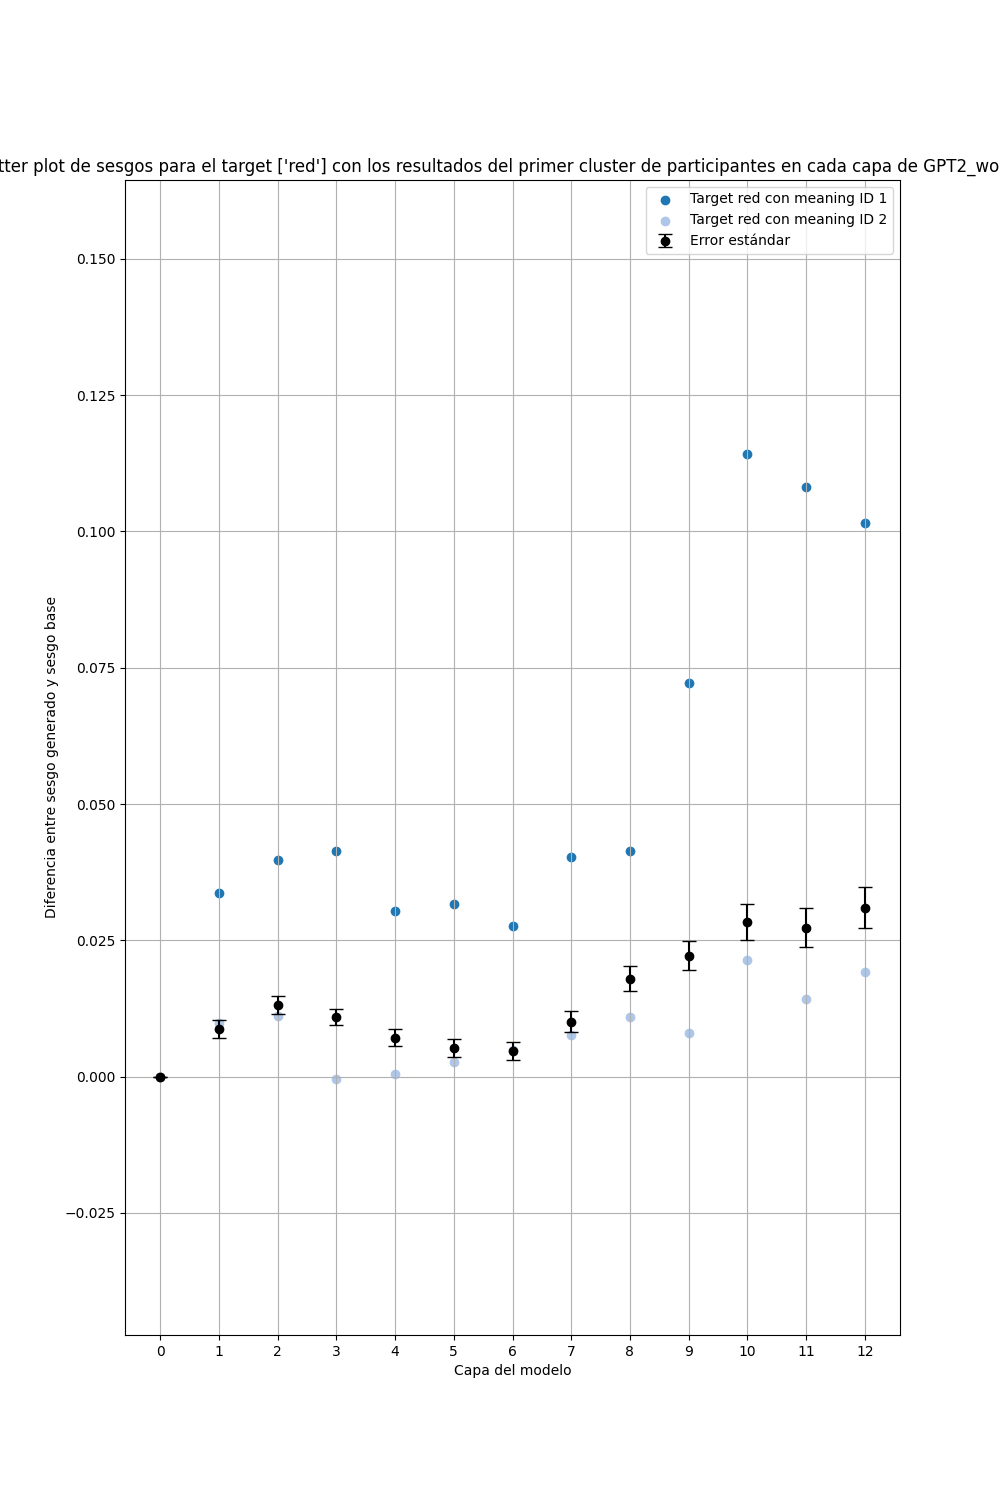 tter plot de sesgos para el target ['red'] con los resultados del primer cluster de participantes en cada capa de GPT2_wo
Target red con meaning ID 1
Target red con meaning ID 2
Error estándar
0.150
0.125
0.100
0.075
0.050
0.025
0.000
−0.025
Diferencia entre sesgo generado y sesgo base
0 1 2 3 4 5 6 7 8 9 10 11 12
Capa del modelo